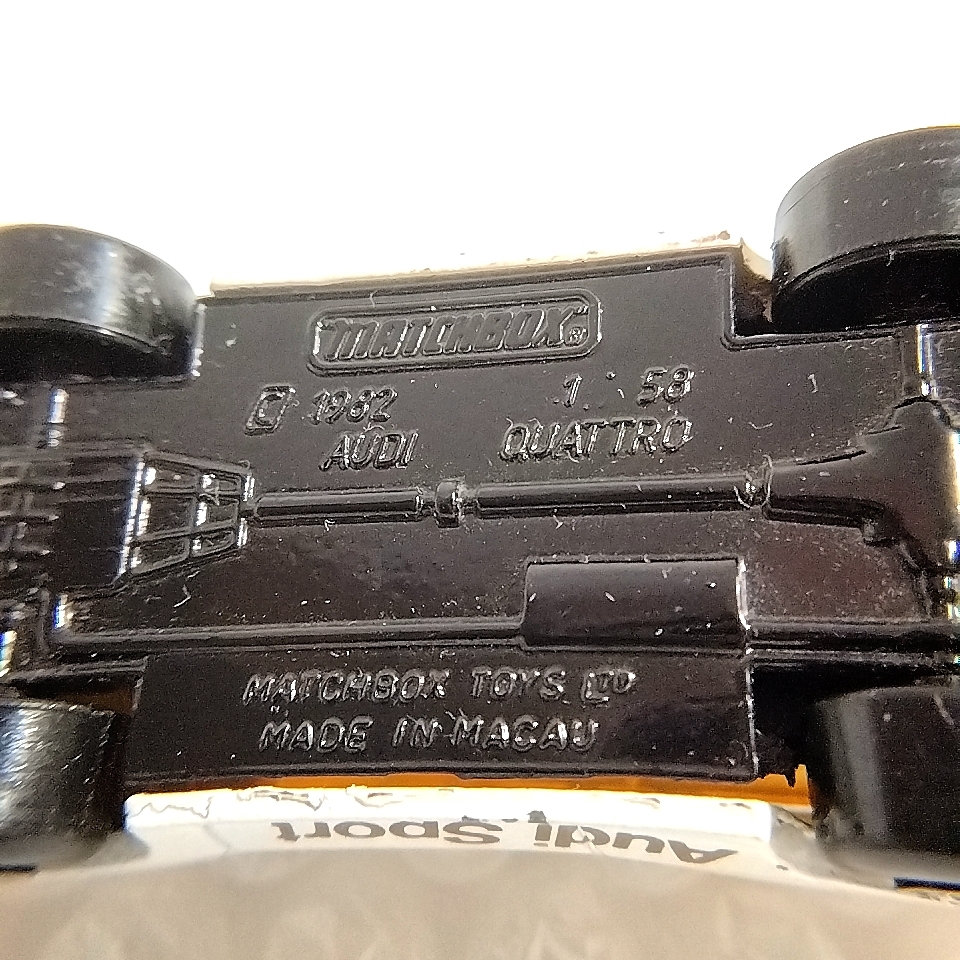 "MATCHBOX"®
© 1982 1 : 58
AUDI QUATTRO
MATCHBOX TOYS LTD
MADE IN MACAU
Audi Sport